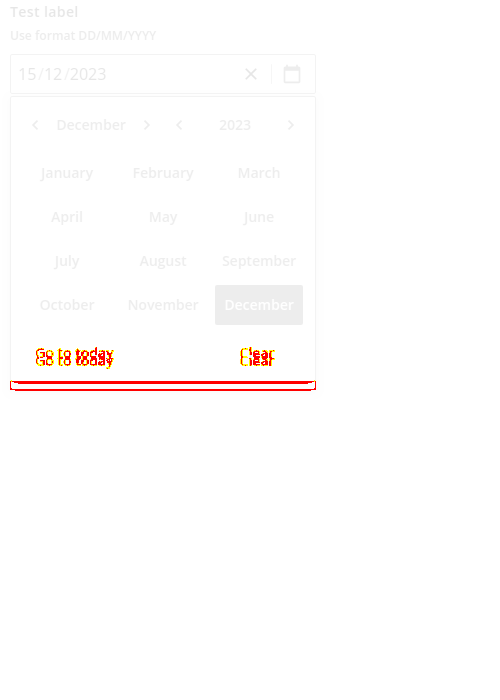 Test label
Use format DD/MM/YYYY
15/12/2023
December 2023
January February March
April May June
July August September
October November December
Go to today Clear